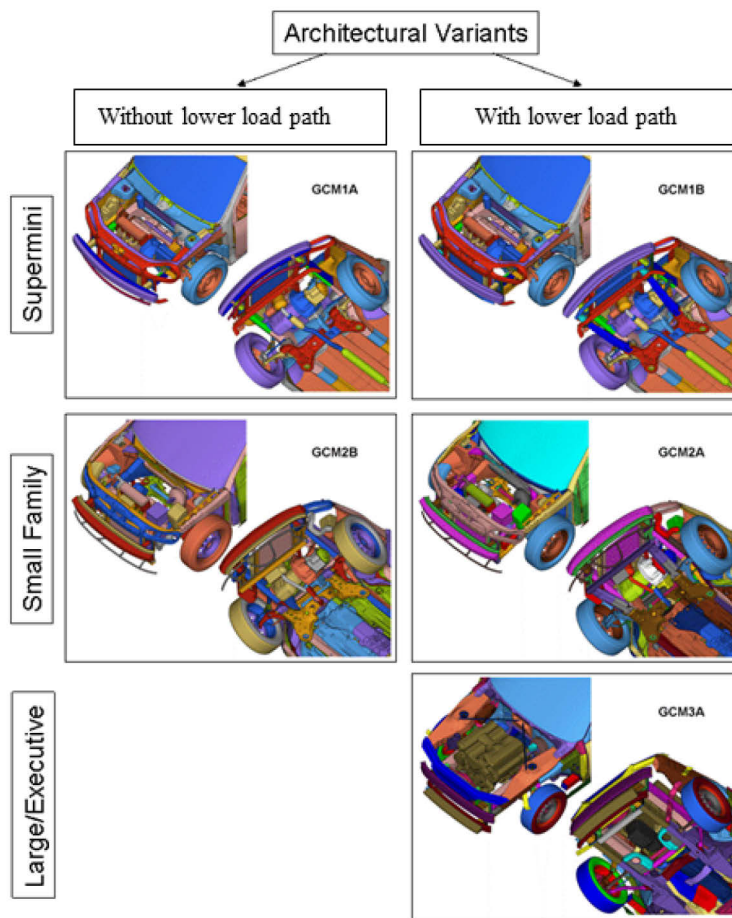 Architectural Variants
Without lower load path
With lower load path
Supermini
GCM1A
GCM1B
Small Family
GCM2B
GCM2A
Large/Executive
GCM3A